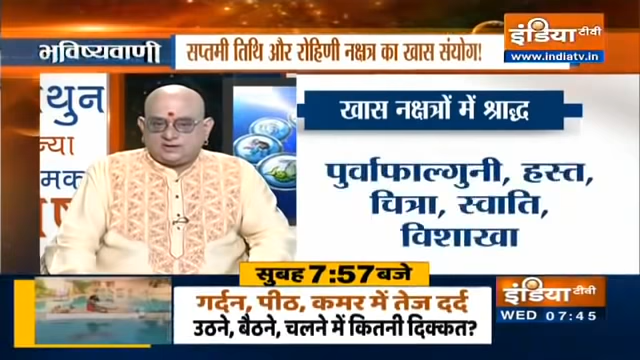 भविष्यवाणी
सप्तमी तिथि और रोहिणी नक्षत्र का खास संयोग!
इंडिया टीवी
www.indiatv.in
थुन
न्या
मक
खास नक्षत्रों में श्राद्ध
पुर्वाफाल्गुनी, हस्त,
चित्रा, स्वाति,
विशाखा
सुबह 7:57 बजे
गर्दन, पीठ, कमर में तेज दर्द
उठने, बैठने, चलने में कितनी दिक्कत?
इंडिया टीवी
WED 07:45